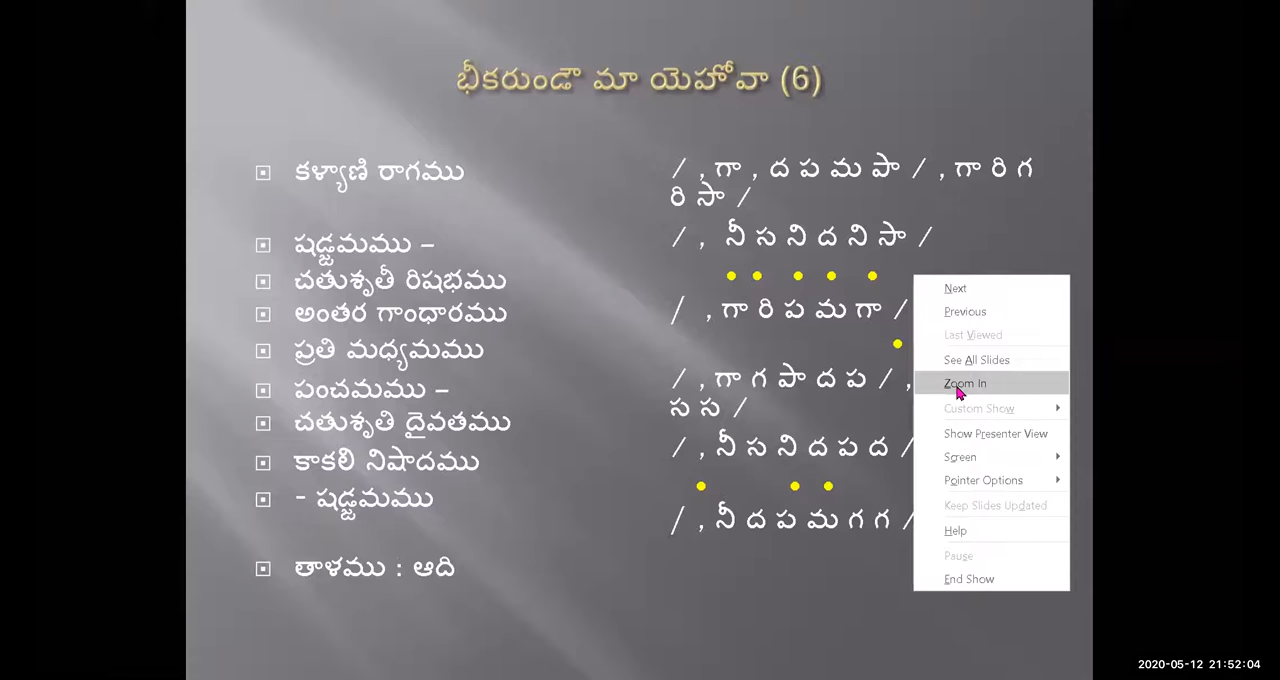 భీకరుండౌ మా యెహోవా (6)
కళ్యాణి రాగము
షడ్జమము –
చతుశృతీ రిషభము
అంతర గాంధారము
ప్రతి మధ్యమము
పంచమము –
చతుశృతి దైవతము
కాకలి నిషాదము
- షడ్జమము
తాళము : ఆది
/ , గా , ద ప మ పా / , గా రి గ
రి సా /
/ , నీ స ని ద ని సా /
/ , గా రి ప మ గా /
/ , గా గ పా ద ప / ,
స స /
/ , నీ స ని ద ప ద /
/ , నీ ద ప మ గ గ /
Next
Previous
Last Viewed
See All Slides
Zoom In
Custom Show
Show Presenter View
Screen
Pointer Options
Keep Slides Updated
Help
Pause
End Show
2020-05-12 21:52:04